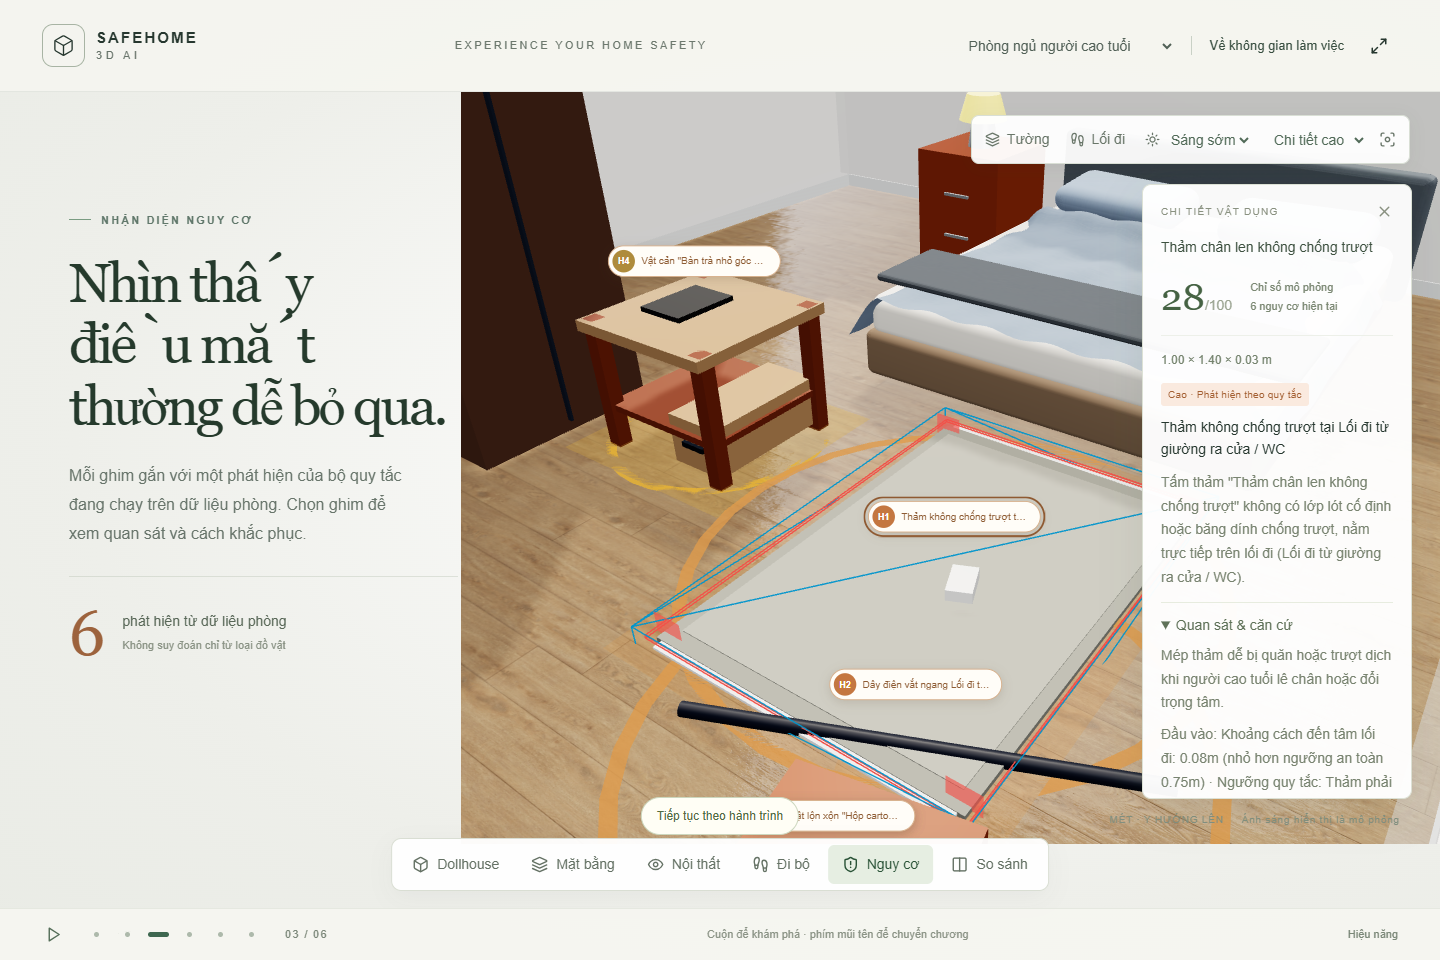 SAFEHOME
3D AI
EXPERIENCE YOUR HOME SAFETY
Phòng ngủ người cao tuổi
Về không gian làm việc
Tường
Lối đi
Sáng sớm
Chi tiết cao
NHẬN DIỆN NGUY CƠ
Nhìn thấy
điều mắt
thường dễ bỏ qua.
Mỗi ghim gắn với một phát hiện của bộ quy tắc
đang chạy trên dữ liệu phòng. Chọn ghim để
xem quan sát và cách khắc phục.
6
phát hiện từ dữ liệu phòng
Không suy đoán chỉ từ loại đồ vật
H4 Vật cản "Bàn trà nhỏ góc ...
H1 Thảm không chống trượt t...
H2 Dây điện vắt ngang Lối đi t...
Tiếp tục theo hành trình
ật lộn xộn "Hộp carto...
CHI TIẾT VẬT DỤNG
Thảm chân len không chống trượt
28/100
Chỉ số mô phỏng
6 nguy cơ hiện tại
1.00 × 1.40 × 0.03 m
Cao · Phát hiện theo quy tắc
Thảm không chống trượt tại Lối đi từ
giường ra cửa / WC
Tấm thảm "Thảm chân len không
chống trượt" không có lớp lót cố định
hoặc băng dính chống trượt, nằm
trực tiếp trên lối đi (Lối đi từ giường
ra cửa / WC).
▼ Quan sát & căn cứ
Mép thảm dễ bị quăn hoặc trượt dịch
khi người cao tuổi lê chân hoặc đổi
trọng tâm.
Đầu vào: Khoảng cách đến tâm lối
đi: 0.08m (nhỏ hơn ngưỡng an toàn
0.75m) · Ngưỡng quy tắc: Thảm phải
MÉT · Y HƯỚNG LÊN
Ánh sáng hiển thị là mô phỏng
Dollhouse
Mặt bằng
Nội thất
Đi bộ
Nguy cơ
So sánh
03 / 06
Cuộn để khám phá · phím mũi tên để chuyển chương
Hiệu năng